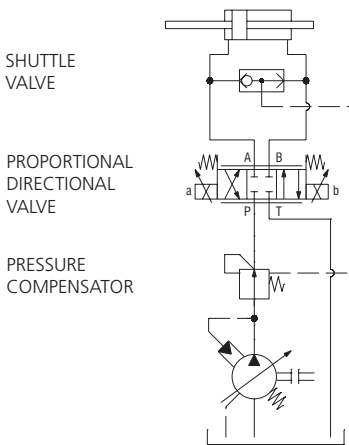 SHUTTLE
VALVE
A B
PROPORTIONAL
DIRECTIONAL
VALVE
a b
P T
PRESSURE
COMPENSATOR